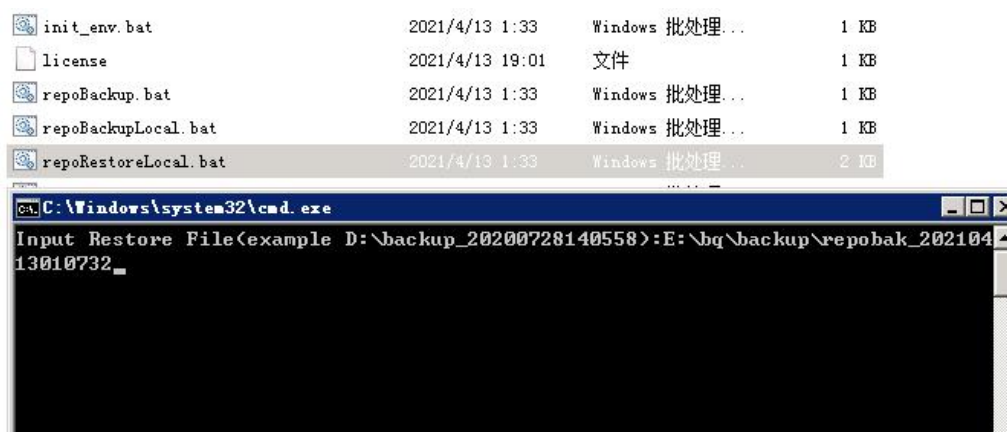 init_env.bat 2021/4/13 1:33 Windows 批处理... 1 KB
license 2021/4/13 19:01 文件 1 KB
repoBackup.bat 2021/4/13 1:33 Windows 批处理... 1 KB
repoBackupLocal.bat 2021/4/13 1:33 Windows 批处理... 1 KB
repoRestoreLocal.bat 2021/4/13 1:33 Windows 批处理... 2 KB
C:\Windows\system32\cmd.exe
Input Restore File(example D:\backup_20200728140558):E:\bq\backup\repobak_202104
13010732_